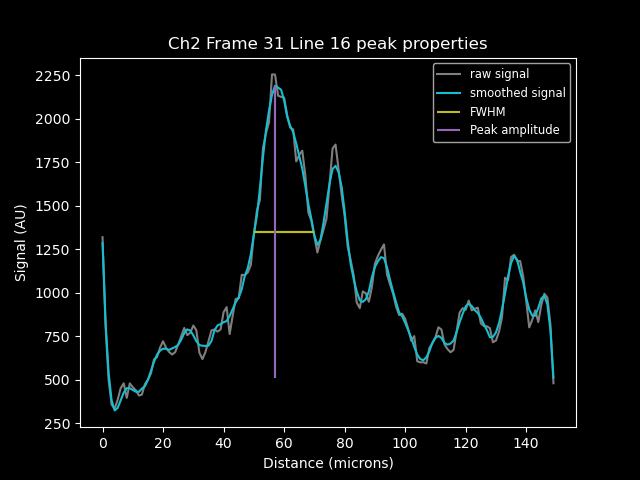 Ch2 Frame 31 Line 16 peak properties
raw signal
smoothed signal
FWHM
Peak amplitude
Signal (AU)
2250
2000
1750
1500
1250
1000
750
500
250
0 20 40 60 80 100 120 140
Distance (microns)